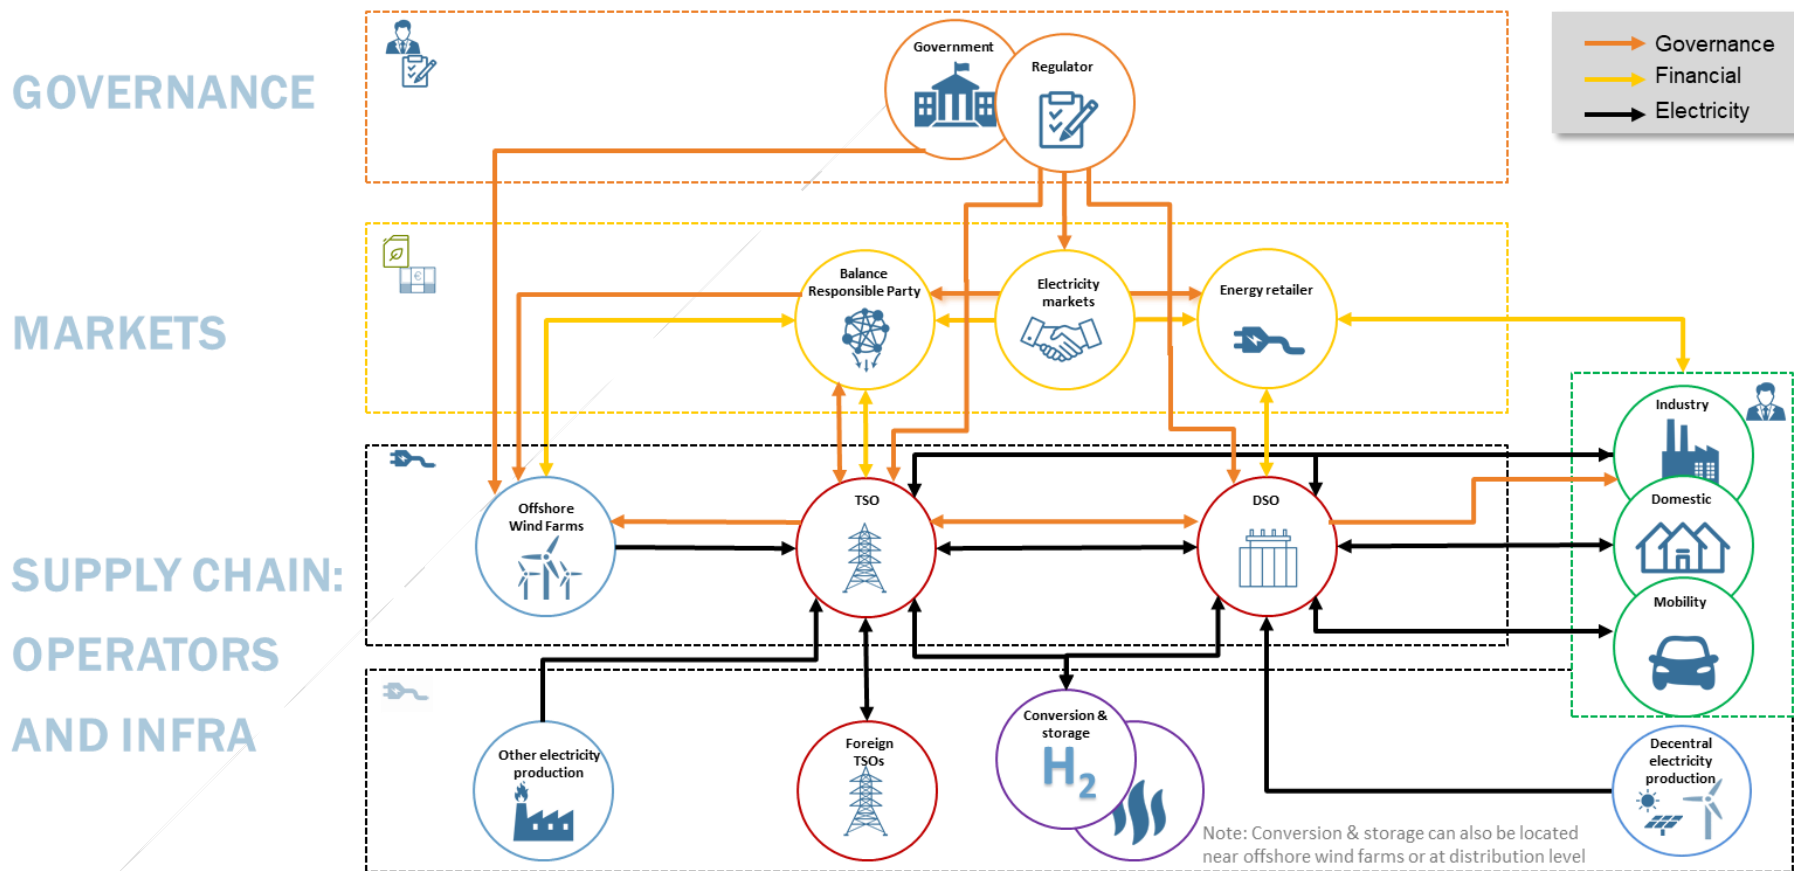 GOVERNANCE
Government
Regulator
Governance
Financial
Electricity
MARKETS
Balance
Responsible Party
€
Electricity
markets
Energy retailer
Industry
SUPPLY CHAIN:
OPERATORS
AND INFRA
Offshore
Wind Farms
TSO
DSO
Domestic
Mobility
Other electricity
production
Foreign
TSOs
Conversion &
storage
H2
Decentral
electricity
production
Note: Conversion & storage can also be located
near offshore wind farms or at distribution level